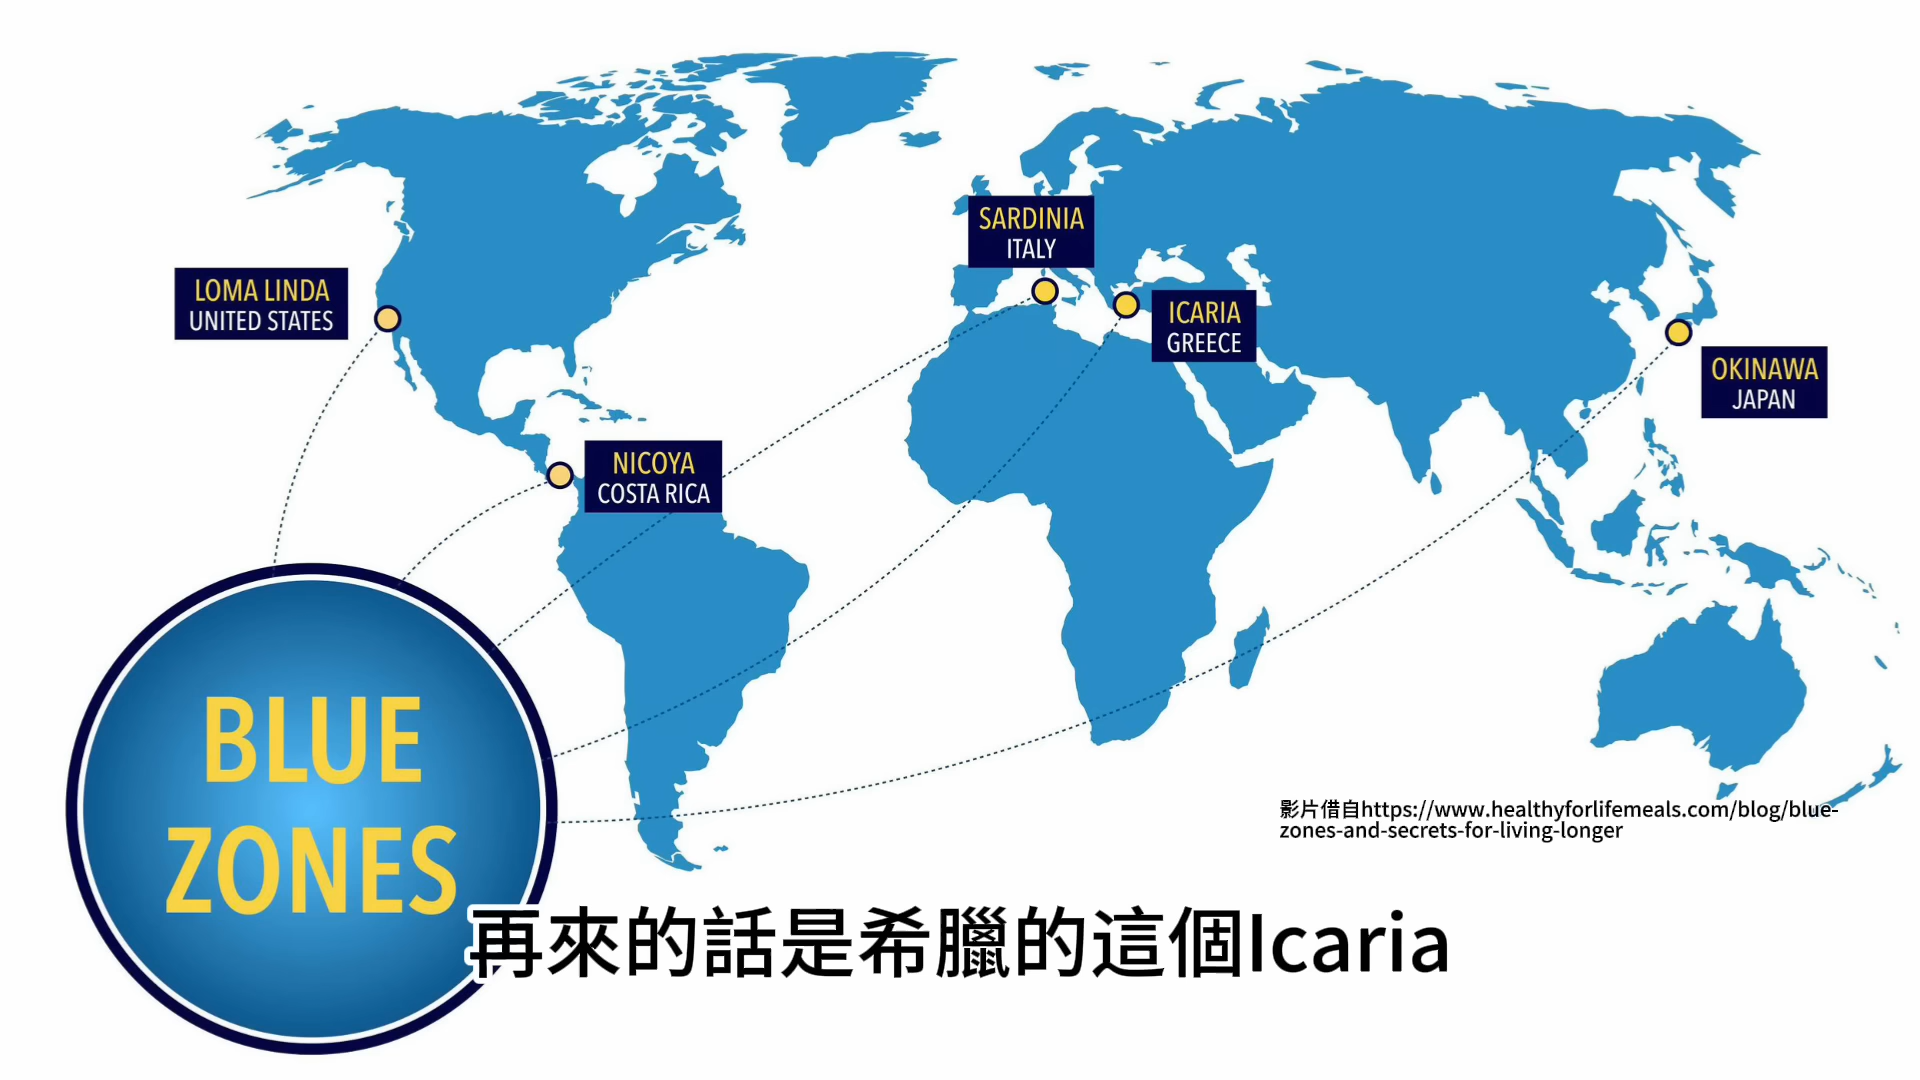 SARDINIA
ITALY
LOMA LINDA
UNITED STATES
ICARIA
GREECE
OKINAWA
JAPAN
NICOYA
COSTA RICA
BLUE
ZONES
影片借自https://www.healthyforlifemeals.com/blog/blue-
zones-and-secrets-for-living-longer
再來的話是希臘的這個Icaria